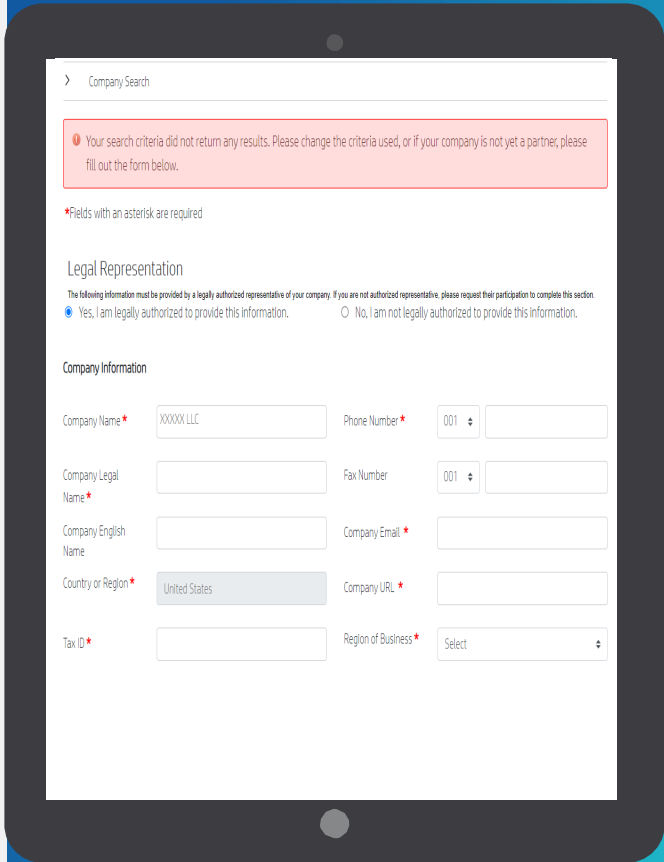 Company Search
Your search criteria did not return any results. Please change the criteria used, or if your company is not yet a partner, please
fill out the form below.
*Fields with an asterisk are required
Legal Representation
The following information must be provided by a legally authorized representative of your company. If you are not authorized representative, please request their participation to complete this section.
Yes, I am legally authorized to provide this information. No, I am not legally authorized to provide this information.
Company Information
Company Name * XXXXX LLC Phone Number * 001
Company Legal
Name *
Fax Number 001
Company English
Name
Company Email *
Country or Region * United States Company URL *
Tax ID * Region of Business * Select